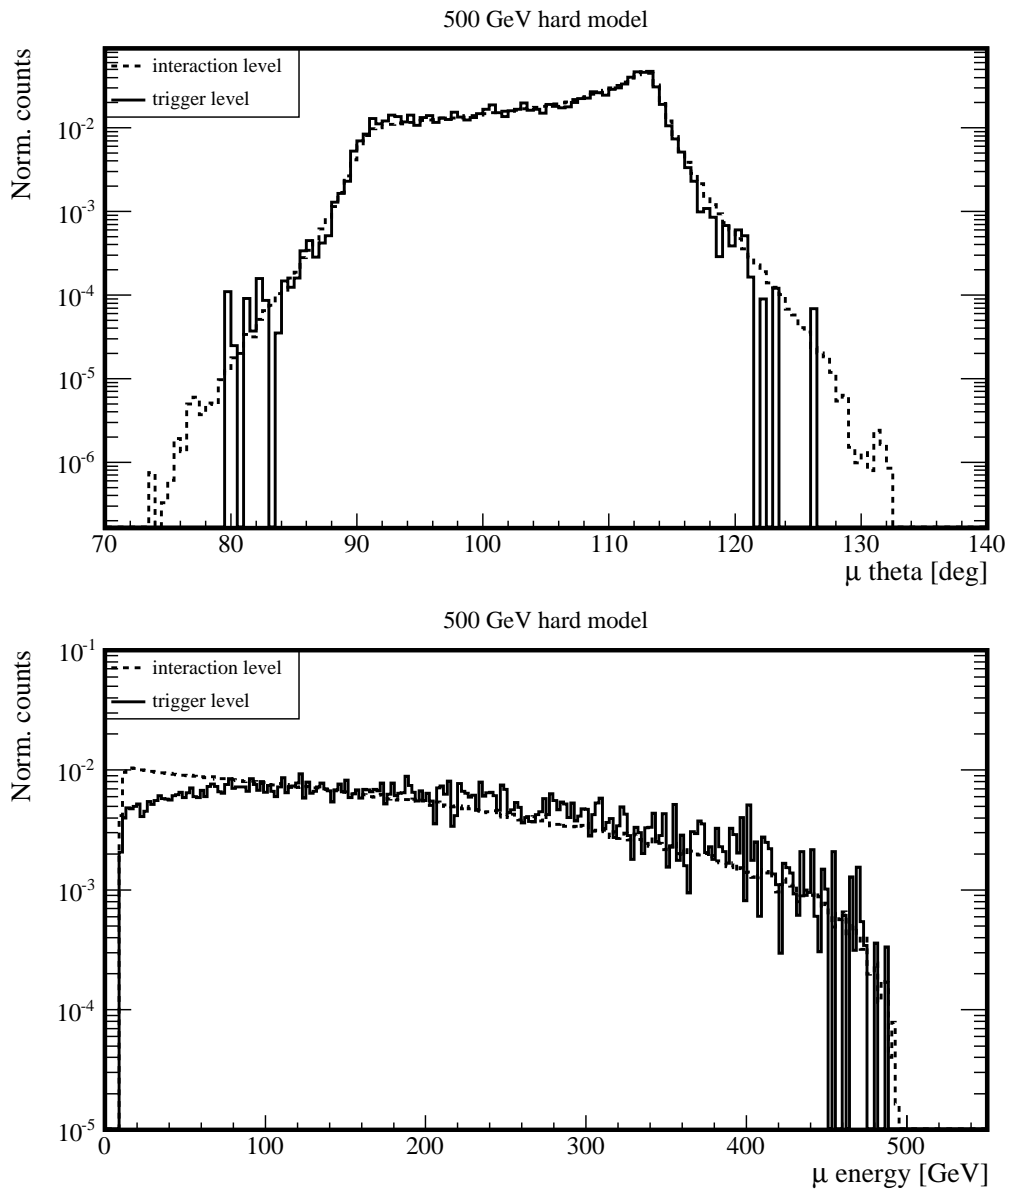 500 GeV hard model
Norm. counts
interaction level
trigger level
10^-2
10^-3
10^-4
10^-5
10^-6
70 80 90 100 110 120 130 140
μ theta [deg]
500 GeV hard model
Norm. counts
10^-1
interaction level
trigger level
10^-2
10^-3
10^-4
10^-5
0 100 200 300 400 500
μ energy [GeV]